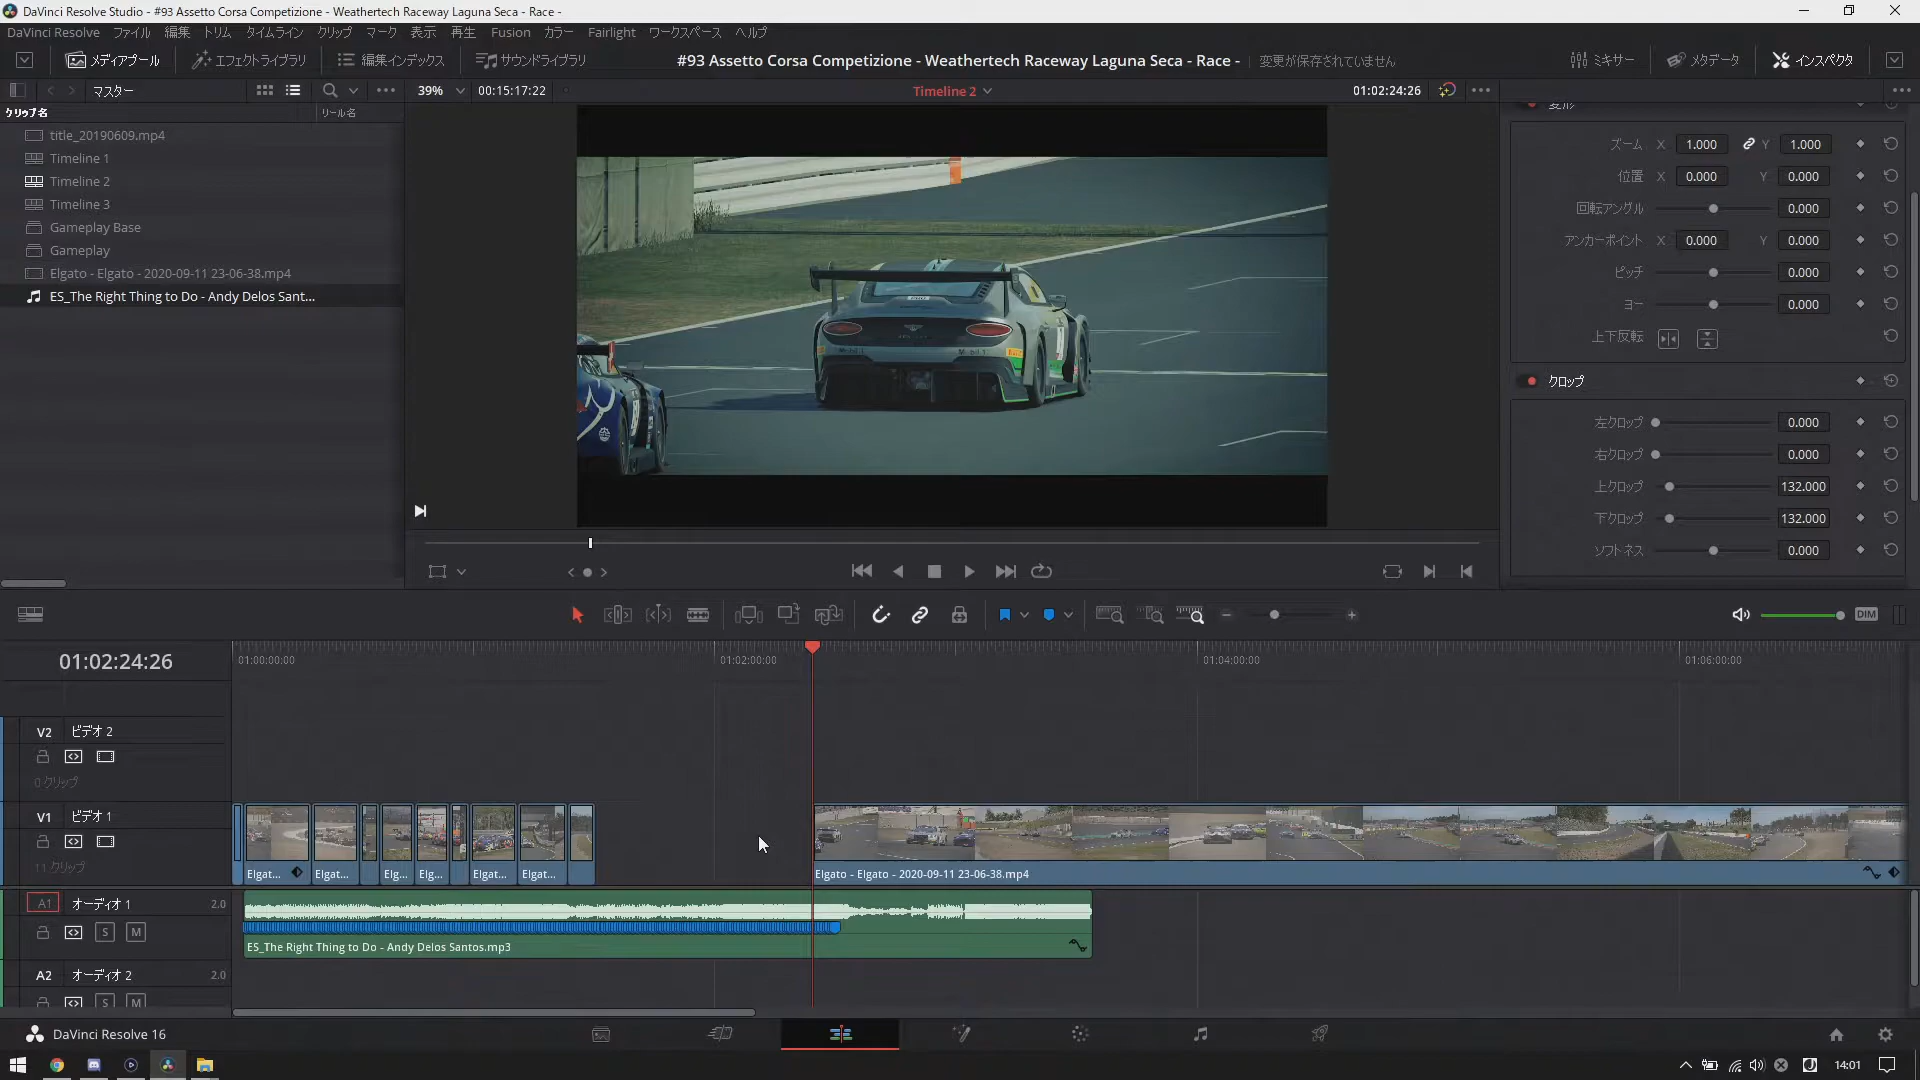 DaVinci Resolve Studio - #93 Assetto Corsa Competizione - Weathertech Raceway Laguna Seca - Race -
DaVinci Resolve ファイル 編集 トリム タイムライン クリップ マーク 表示 再生 Fusion カラー Fairlight ワークスペース ヘルプ
メディアプール エフェクトライブラリ 編集インデックス サウンドライブラリ #93 Assetto Corsa Competizione - Weathertech Raceway Laguna Seca - Race - 変更が保存されていません ミキサー メタデータ インスペクタ
マスター 39% 00:15:17:22 Timeline 2 01:02:24:26
クリップ名 リール名
title_20190609.mp4
Timeline 1
Timeline 2
Timeline 3
Gameplay Base
Gameplay
Elgato - Elgato - 2020-09-11 23-06-38.mp4
ES_The Right Thing to Do - Andy Delos Sant...
変形
ズーム X 1.000 Y 1.000
位置 X 0.000 Y 0.000
回転アングル 0.000
アンカーポイント X 0.000 Y 0.000
ピッチ 0.000
ヨー 0.000
上下反転
クロップ
左クロップ 0.000
右クロップ 0.000
上クロップ 132.000
下クロップ 132.000
ソフトネス 0.000
DIM
01:02:24:26
01:00:00:00 01:02:00:00 01:04:00:00 01:06:00:00
V2 ビデオ 2
0 クリップ
V1 ビデオ 1
11 クリップ
Elgat... Elgat... Elg... Elg... Elgat... Elgat... Elgato - Elgato - 2020-09-11 23-06-38.mp4
A1 オーディオ 1 2.0
S M
ES_The Right Thing to Do - Andy Delos Santos.mp3
A2 オーディオ 2 2.0
S M
DaVinci Resolve 16
14:01